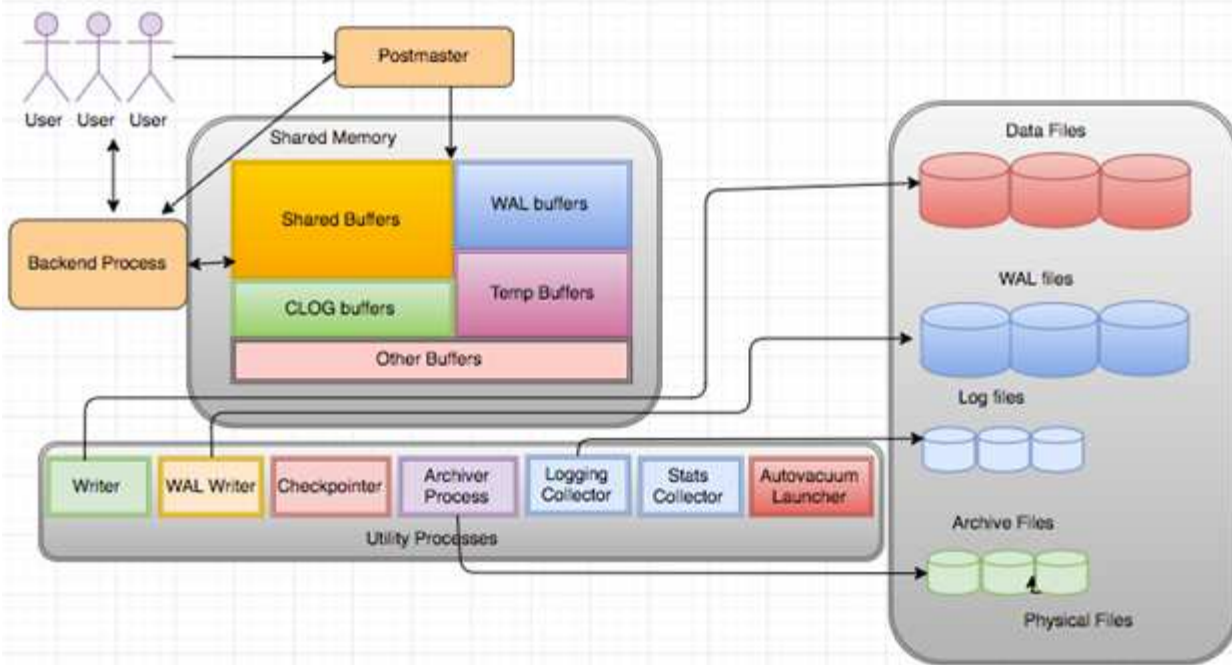 Postmaster
User User User
Shared Memory
Data Files
Shared Buffers
WAL buffers
Backend Process
WAL files
Temp Buffers
CLOG buffers
Other Buffers
Log files
Writer
WAL Writer
Checkpointer
Archiver
Process
Logging
Collector
Stats
Collector
Autovacuum
Launcher
Utility Processes
Archive Files
Physical Files